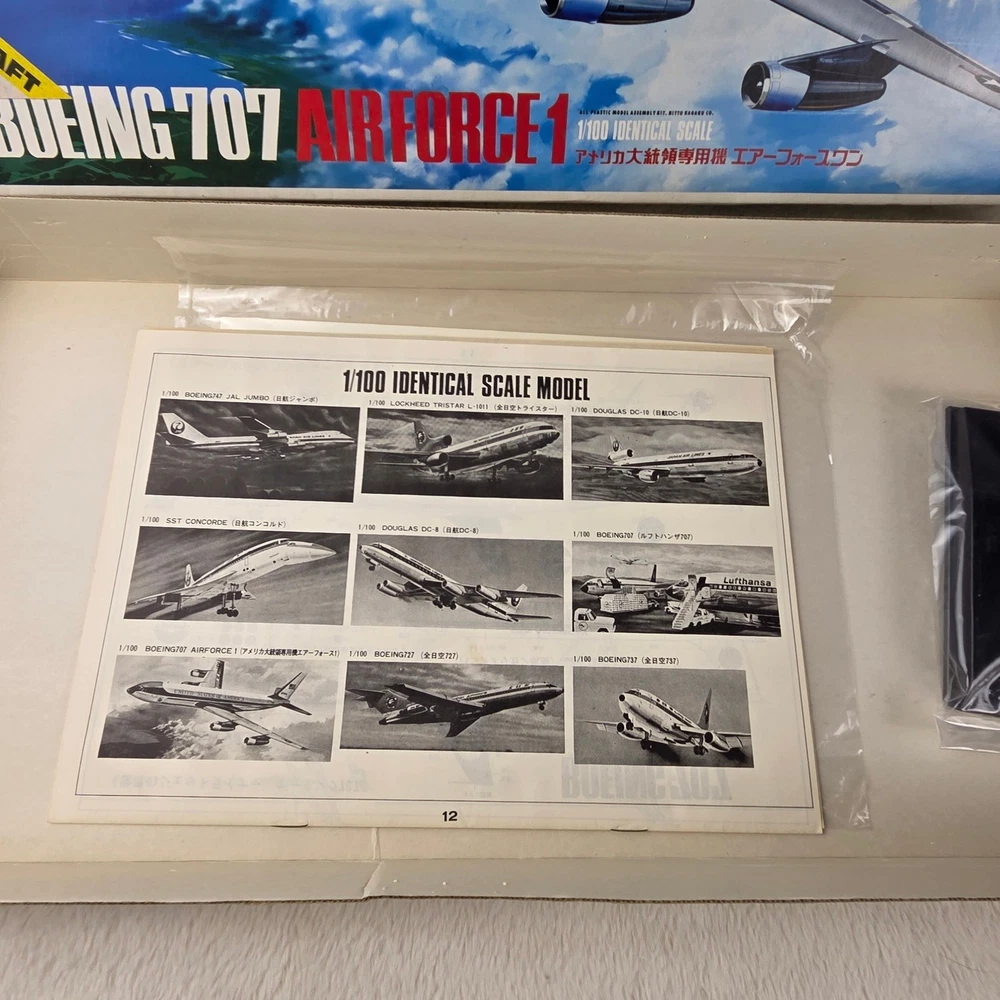 AFT
BOEING 707 AIR FORCE 1
ALL PLASTIC MODEL ASSEMBLY KIT. NITTO KAGAKU CO.
1/100 IDENTICAL SCALE
アメリカ大統領専用機 エアーフォースワン
1/100 IDENTICAL SCALE MODEL
1/100 BOEING747 JAL JUMBO (日航ジャンボ)
1/100 LOCKHEED TRISTAR L-1011 (全日空トライスター)
1/100 DOUGLAS DC-10 (日航DC-10)
JAPAN AIR LINES
1/100 SST CONCORDE (日航コンコルド)
1/100 DOUGLAS DC-8 (日航DC-8)
1/100 BOEING707 (ルフトハンザ707)
Lufthansa
1/100 BOEING707 AIRFORCE 1 (アメリカ大統領専用機エアーフォース1)
1/100 BOEING727 (全日空727)
1/100 BOEING737 (全日空737)
12